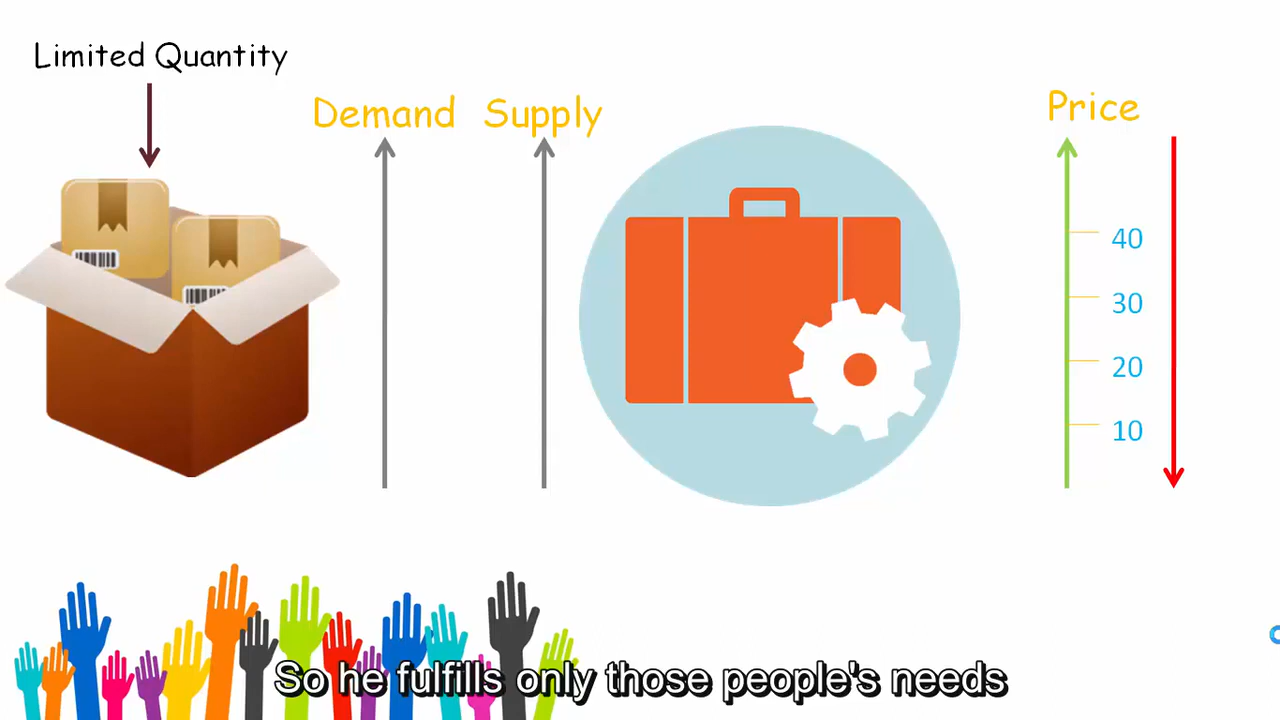 Limited Quantity
Demand Supply
Price
40
30
20
10
So he fulfills only those people's needs